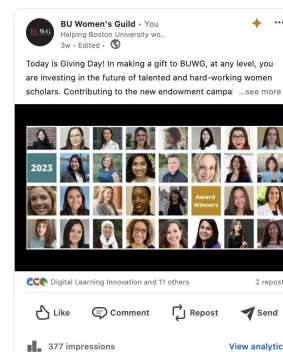 BU Women's Guild • You
Helping Boston University wo...
3w • Edited •
BUWG
Today is Giving Day! In making a gift to BUWG, at any level, you
are investing in the future of talented and hard-working women
scholars. Contributing to the new endowment campai ...see more
2023
Award
Winners
Digital Learning Innovation and 11 others
2 repost
Like
Comment
Repost
Send
377 impressions
View analytic